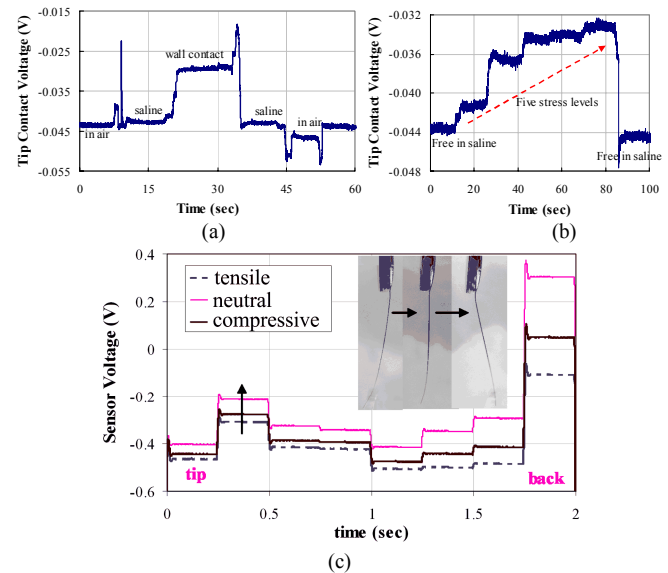 Tip Contact Voltatge (V)
-0.015
-0.025
-0.035
-0.045
-0.055
wall contact
saline
saline
in air
in air
0
15
30
45
60
Time (sec)
(a)
Tip Contact Voltatge (V)
-0.032
-0.036
-0.040
-0.044
-0.048
Five stress levels
Free in saline
Free in saline
0
20
40
60
80
100
Time (sec)
(b)
Sensor Voltage (V)
0.4
0.2
0
-0.2
-0.4
-0.6
tensile
neutral
compressive
tip
back
0
0.5
1
1.5
2
time (sec)
(c)